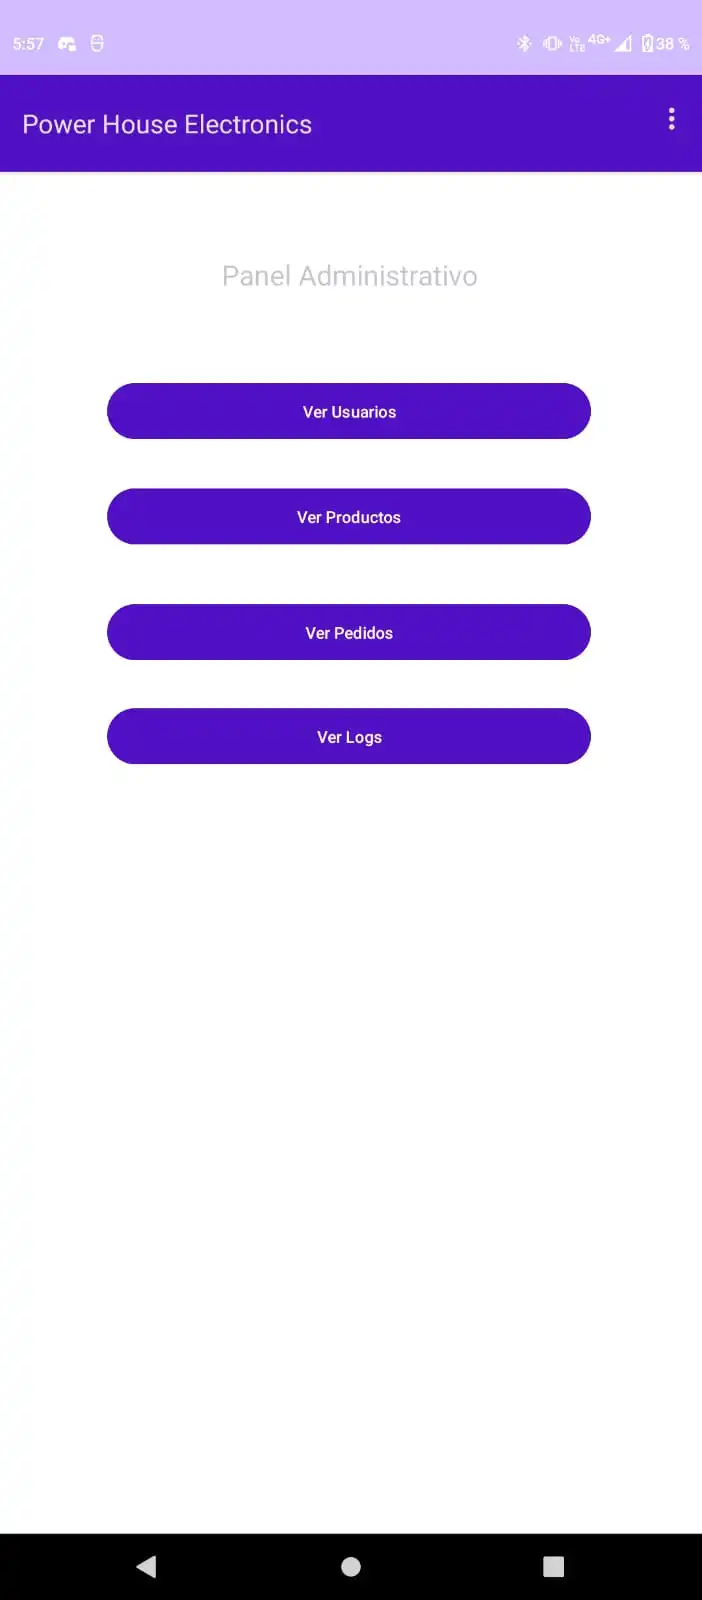 5:57 Vo LTE 4G+ 38 %
Power House Electronics
Panel Administrativo
Ver Usuarios
Ver Productos
Ver Pedidos
Ver Logs